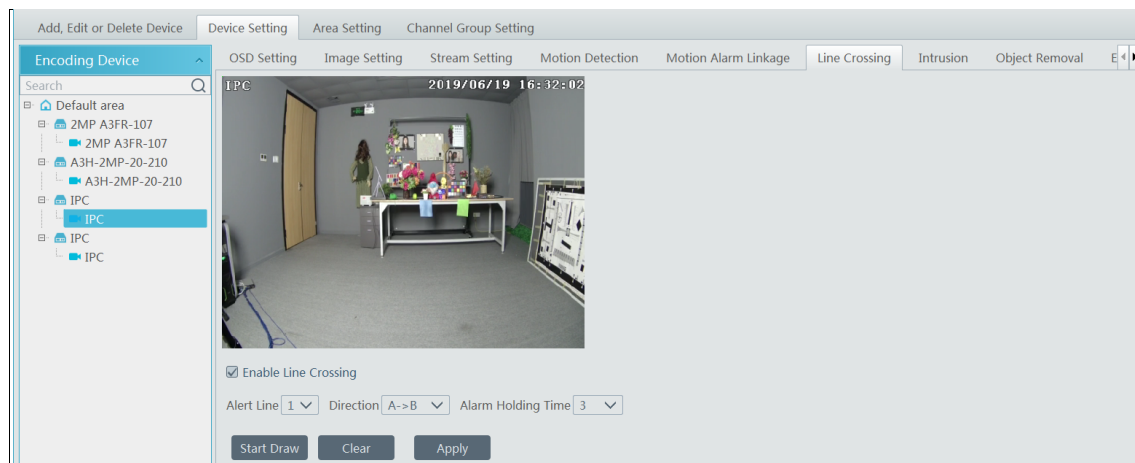 Add, Edit or Delete Device Device Setting Area Setting Channel Group Setting
Encoding Device
OSD Setting Image Setting Stream Setting Motion Detection Motion Alarm Linkage Line Crossing Intrusion Object Removal E
Search
Default area
2MP A3FR-107
2MP A3FR-107
A3H-2MP-20-210
A3H-2MP-20-210
IPC
IPC
IPC
IPC
IPC 2019/06/19 16:32:02
Enable Line Crossing
Alert Line 1 Direction A->B Alarm Holding Time 3
Start Draw Clear Apply